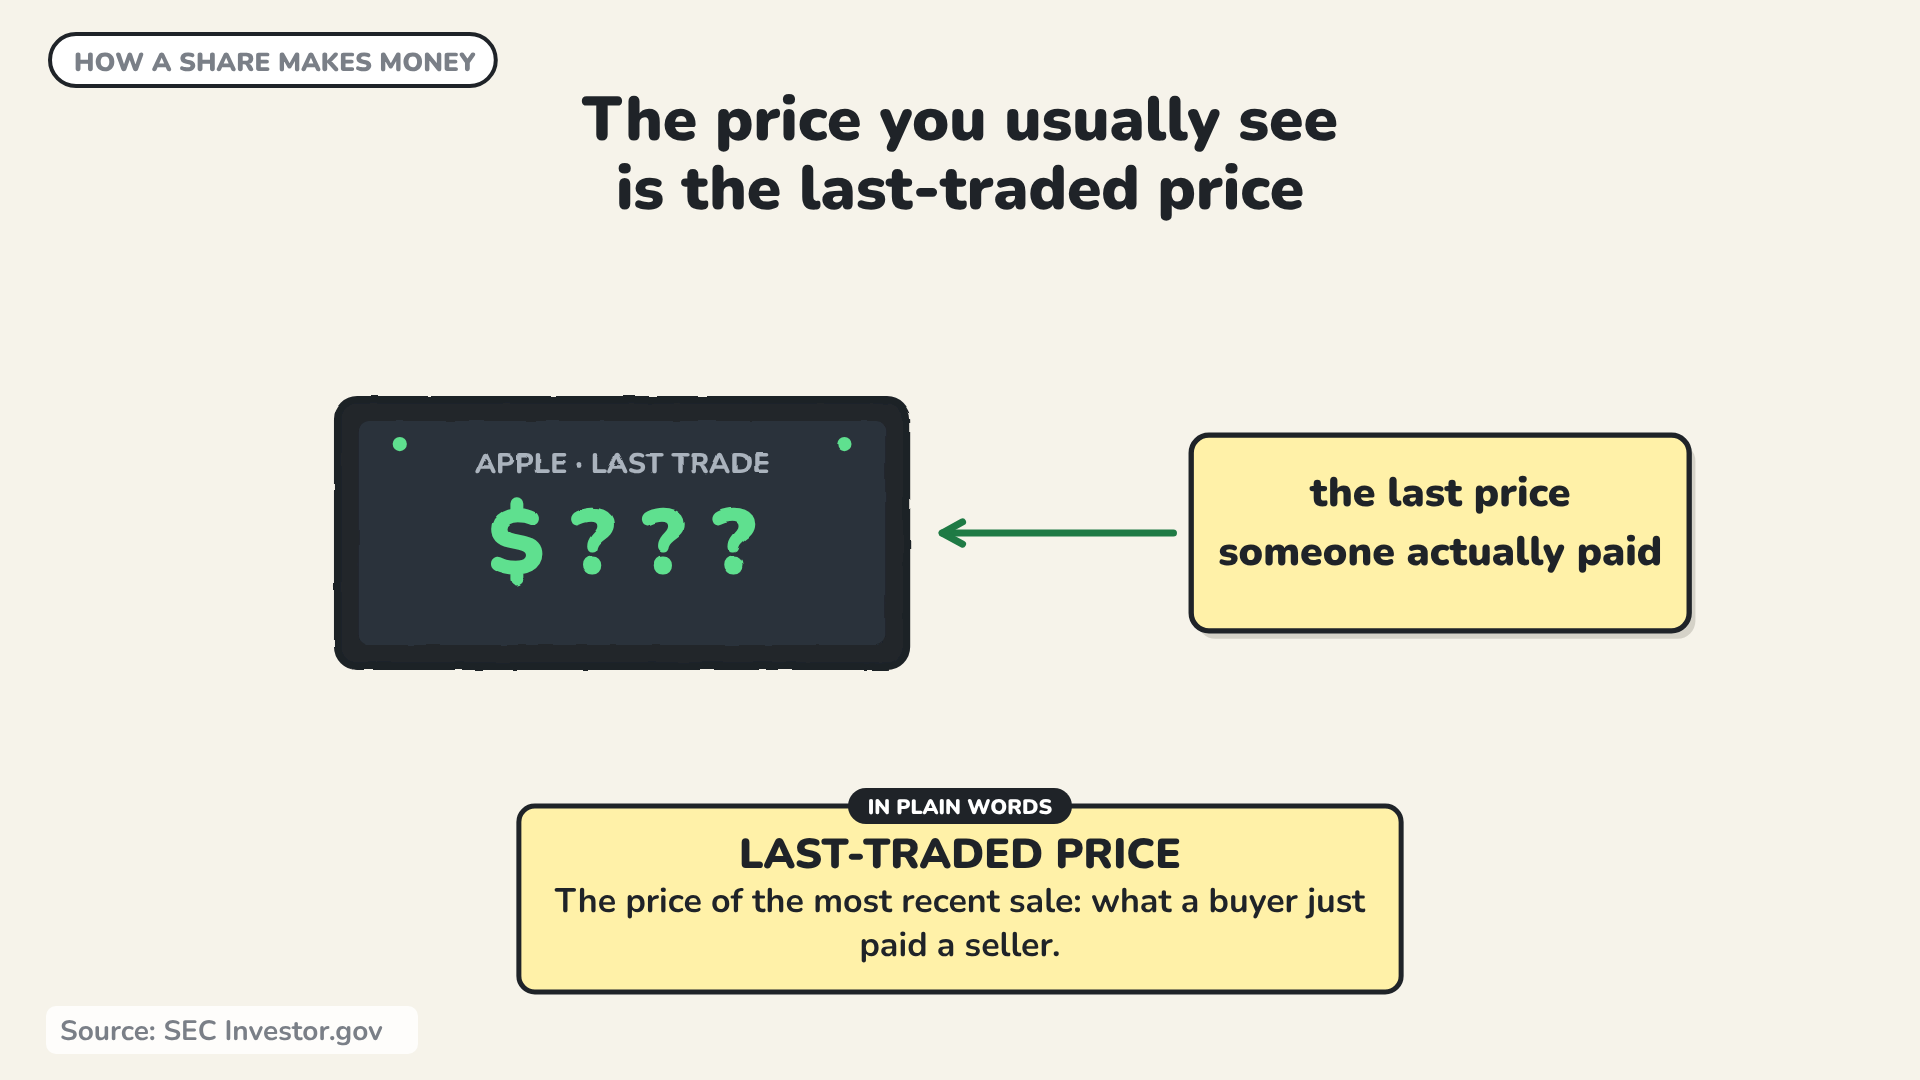 HOW A SHARE MAKES MONEY
The price you usually see
is the last-traded price
APPLE · LAST TRADE
$???
the last price
someone actually paid
IN PLAIN WORDS
LAST-TRADED PRICE
The price of the most recent sale: what a buyer just
paid a seller.
Source: SEC Investor.gov